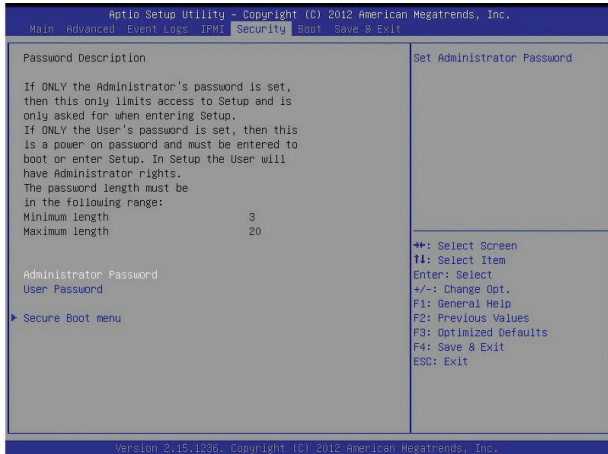 Aptio Setup Utility – Copyright (C) 2012 American Megatrends, Inc.
Main Advanced Event Logs IPMI Security Boot Save & Exit
Password Description
If ONLY the Administrator's password is set,
then this only limits access to Setup and is
only asked for when entering Setup.
If ONLY the User's password is set, then this
is a power on password and must be entered to
boot or enter Setup. In Setup the User will
have Administrator rights.
The password length must be
in the following range:
Minimum length 3
Maximum length 20
Administrator Password
User Password
▶ Secure Boot menu
Set Administrator Password
→←: Select Screen
↑↓: Select Item
Enter: Select
+/-: Change Opt.
F1: General Help
F2: Previous Values
F3: Optimized Defaults
F4: Save & Exit
ESC: Exit
Version 2.15.1236. Copyright (C) 2012 American Megatrends, Inc.